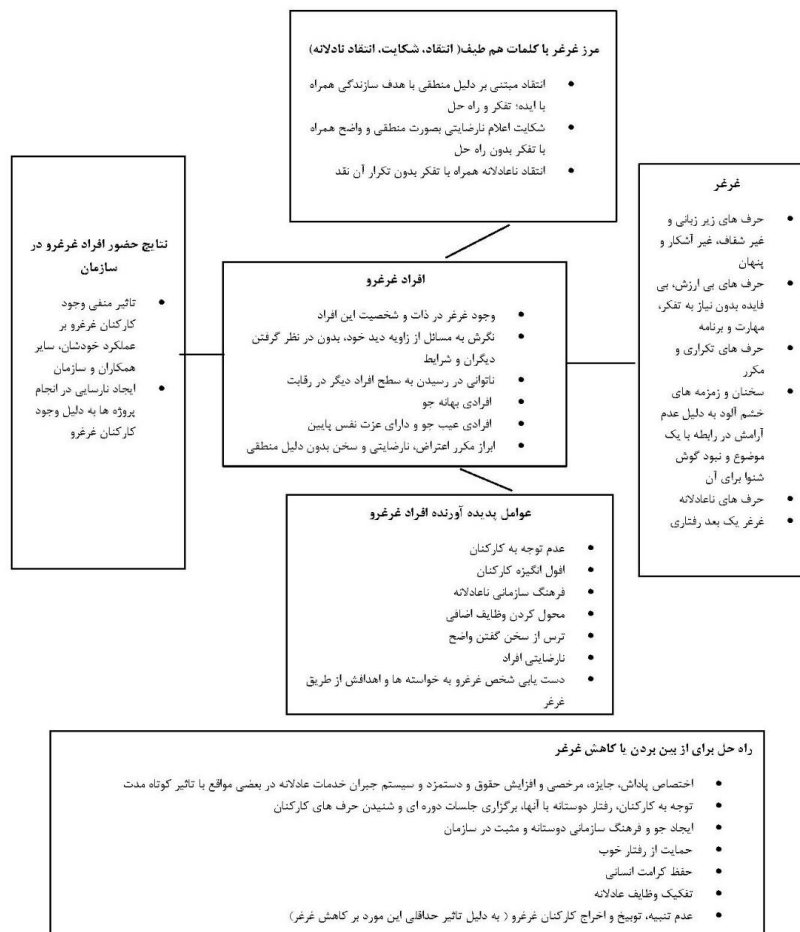 مرز غرغر با کلمات هم طیف( انتقاد، شکایت، انتقاد نادلانه)
انتقاد مبتنی بر دلیل منطقی با هدف سازندگی همراه
با ایده؛ تفکر و راه حل
شکایت اعلام نارضایتی بصورت منطقی و واضح همراه
با تفکر بدون راه حل
انتقاد ناعادلانه همراه با تفکر بدون تکرار آن نقد
غرغر
حرف های زیر زبانی و
غیر شفاف، غیر آشکار و
پنهان
حرف های بی ارزش، بی
فایده بدون نیاز به تفکر،
مهارت و برنامه
حرف های تکراری و
مکرر
سخنان و زمزمه های
خشم آلود به دلیل عدم
آرامش در رابطه با یک
موضوع و نبود گوش
شنوا برای آن
حرف های ناعادلانه
غرغر یک بعد رفتاری
افراد غرغرو
وجود غرغر در ذات و شخصیت این افراد
نگرش به مسائل از زاویه دید خود، بدون در نظر گرفتن
دیگران و شرایط
ناتوانی در رسیدن به سطح افراد دیگر در رقابت
افرادی بهانه جو
افرادی عیب جو و دارای عزت نفس پایین
ابراز مکرر اعتراض، نارضایتی و سخن بدون دلیل منطقی
نتایج حضور افراد غرغرو در
سازمان
تاثیر منفی وجود
کارکنان غرغرو بر
عملکرد خودشان، سایر
همکاران و سازمان
ایجاد نارسایی در انجام
پروژه ها به دلیل وجود
کارکنان غرغرو
عوامل پدیده آورنده افراد غرغرو
عدم توجه به کارکنان
افول انگیزه کارکنان
فرهنگ سازمانی ناعادلانه
محول کردن وظایف اضافی
ترس از سخن گفتن واضح
نارضایتی افراد
دست یابی شخص غرغرو به خواسته ها و اهدافش از طریق
غرغر
راه حل برای از بین بردن یا کاهش غرغر
اختصاص پاداش، جایزه، مرخصی و افزایش حقوق و دستمزد و سیستم جبران خدمات عادلانه در بعضی مواقع با تاثیر کوتاه مدت
توجه به کارکنان، رفتار دوستانه با آنها، برگزاری جلسات دوره ای و شنیدن حرف های کارکنان
ایجاد جو و فرهنگ سازمانی دوستانه و مثبت در سازمان
حمایت از رفتار خوب
حفظ کرامت انسانی
تفکیک وظایف عادلانه
عدم تنبیه، توبیخ و اخراج کارکنان غرغرو ( به دلیل تاثیر حداقلی این مورد بر کاهش غرغر)